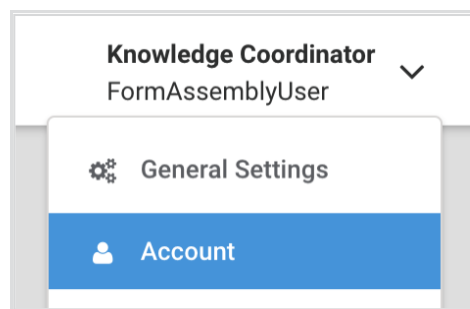 Knowledge Coordinator
FormAssemblyUser
General Settings
Account